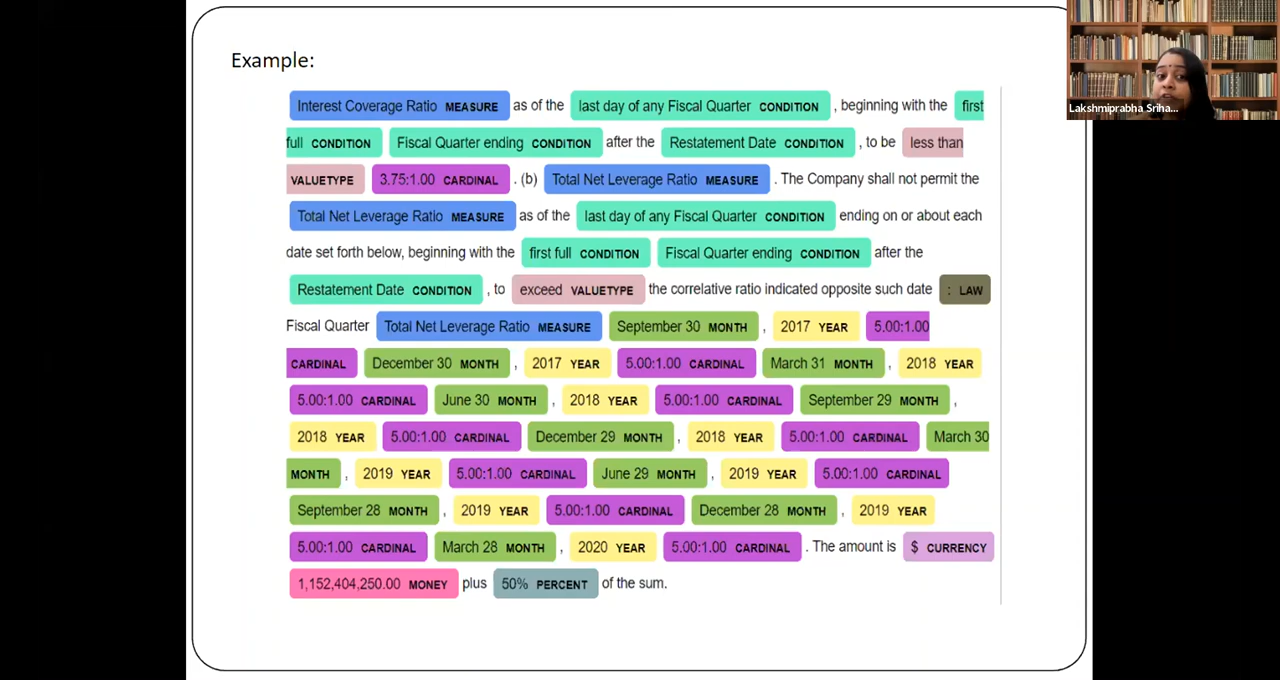 Example:
Lakshmiprabha Sriha...
Interest Coverage Ratio MEASURE as of the last day of any Fiscal Quarter CONDITION , beginning with the first
full CONDITION Fiscal Quarter ending CONDITION after the Restatement Date CONDITION , to be less than
VALUETYPE 3.75:1.00 CARDINAL . (b) Total Net Leverage Ratio MEASURE . The Company shall not permit the
Total Net Leverage Ratio MEASURE as of the last day of any Fiscal Quarter CONDITION ending on or about each
date set forth below, beginning with the first full CONDITION Fiscal Quarter ending CONDITION after the
Restatement Date CONDITION , to exceed VALUETYPE the correlative ratio indicated opposite such date : LAW
Fiscal Quarter Total Net Leverage Ratio MEASURE September 30 MONTH , 2017 YEAR 5.00:1.00
CARDINAL December 30 MONTH , 2017 YEAR 5.00:1.00 CARDINAL March 31 MONTH , 2018 YEAR
5.00:1.00 CARDINAL June 30 MONTH , 2018 YEAR 5.00:1.00 CARDINAL September 29 MONTH ,
2018 YEAR 5.00:1.00 CARDINAL December 29 MONTH , 2018 YEAR 5.00:1.00 CARDINAL March 30
MONTH , 2019 YEAR 5.00:1.00 CARDINAL June 29 MONTH , 2019 YEAR 5.00:1.00 CARDINAL
September 28 MONTH , 2019 YEAR 5.00:1.00 CARDINAL December 28 MONTH , 2019 YEAR
5.00:1.00 CARDINAL March 28 MONTH , 2020 YEAR 5.00:1.00 CARDINAL . The amount is $ CURRENCY
1,152,404,250.00 MONEY plus 50% PERCENT of the sum.